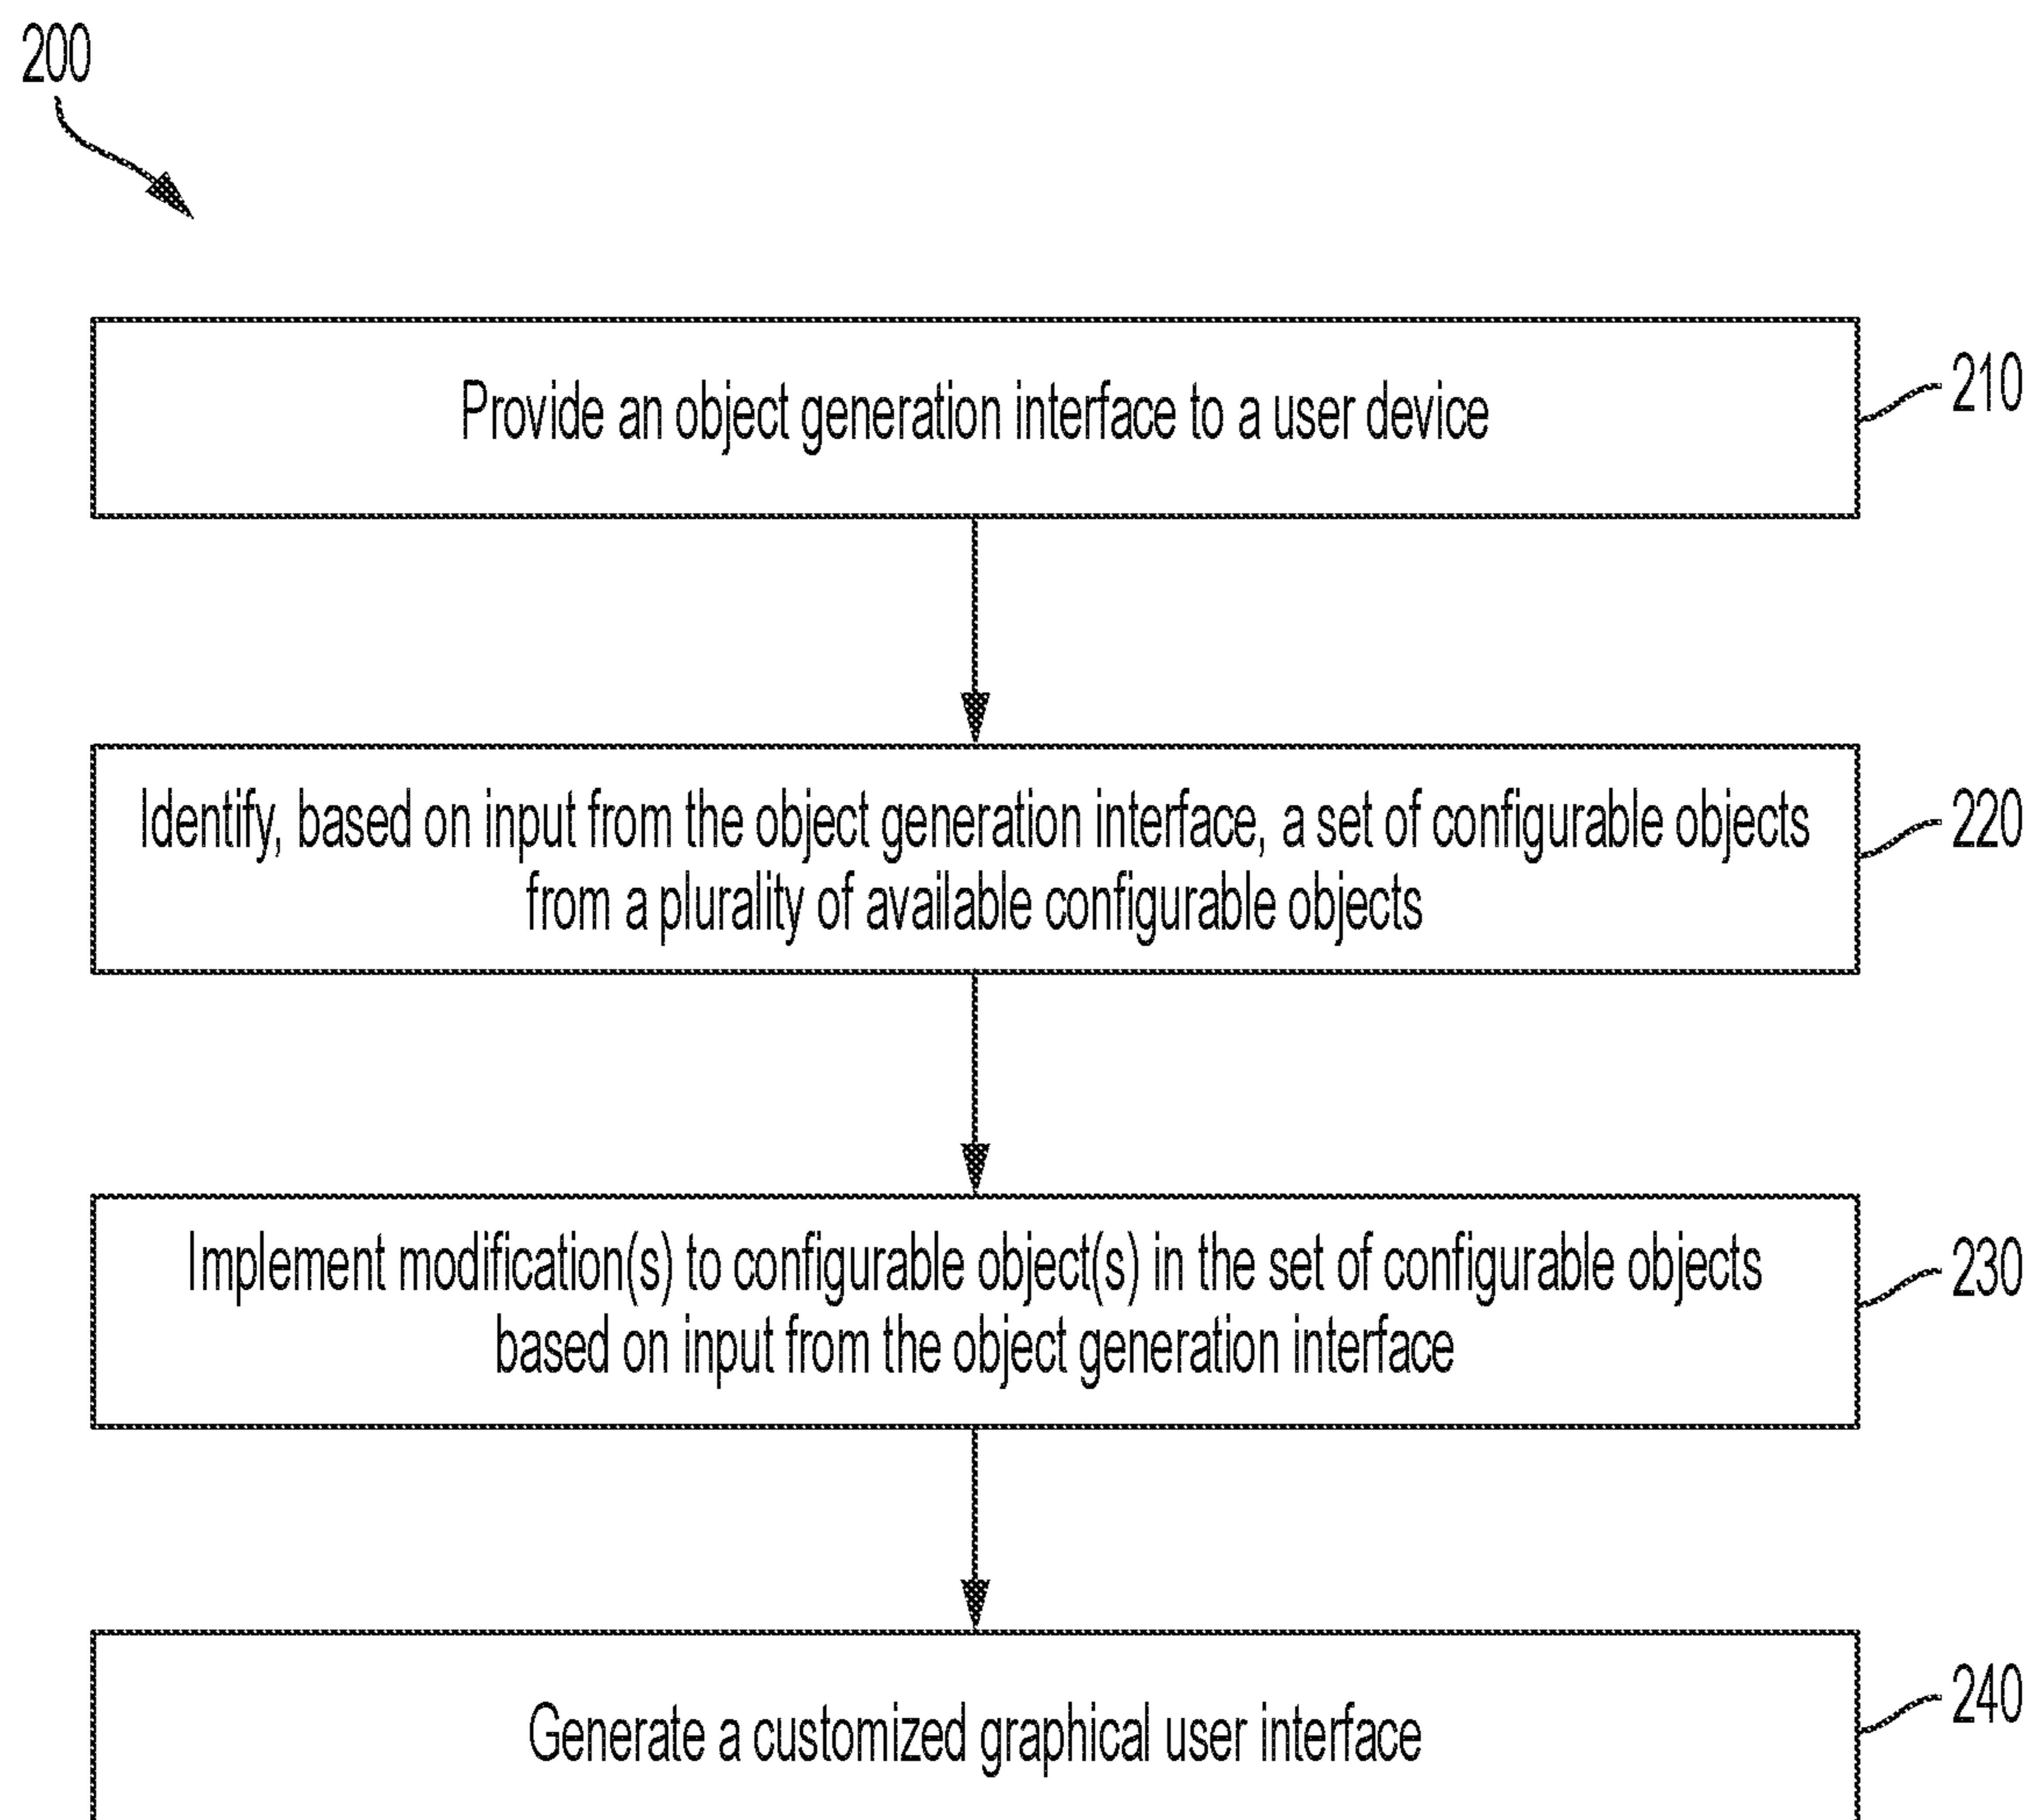 200
Provide an object generation interface to a user device
210
Identify, based on input from the object generation interface, a set of configurable objects
from a plurality of available configurable objects
220
Implement modification(s) to configurable object(s) in the set of configurable objects
based on input from the object generation interface
230
Generate a customized graphical user interface
240